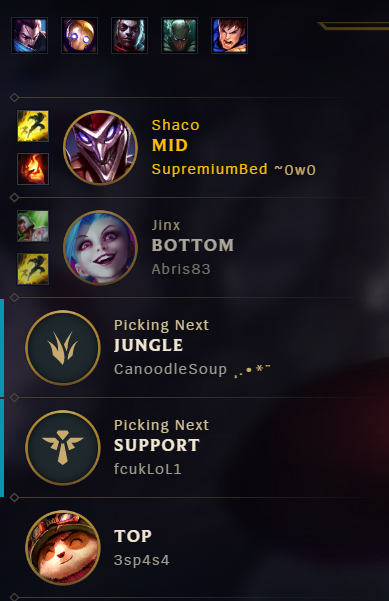 Shaco
MID
SupremiumBed ~OwO
Jinx
BOTTOM
Abris83
Picking Next
JUNGLE
CanoodleSoup ¸.•*¨
Picking Next
SUPPORT
fcukLoL1
TOP
3sp4s4